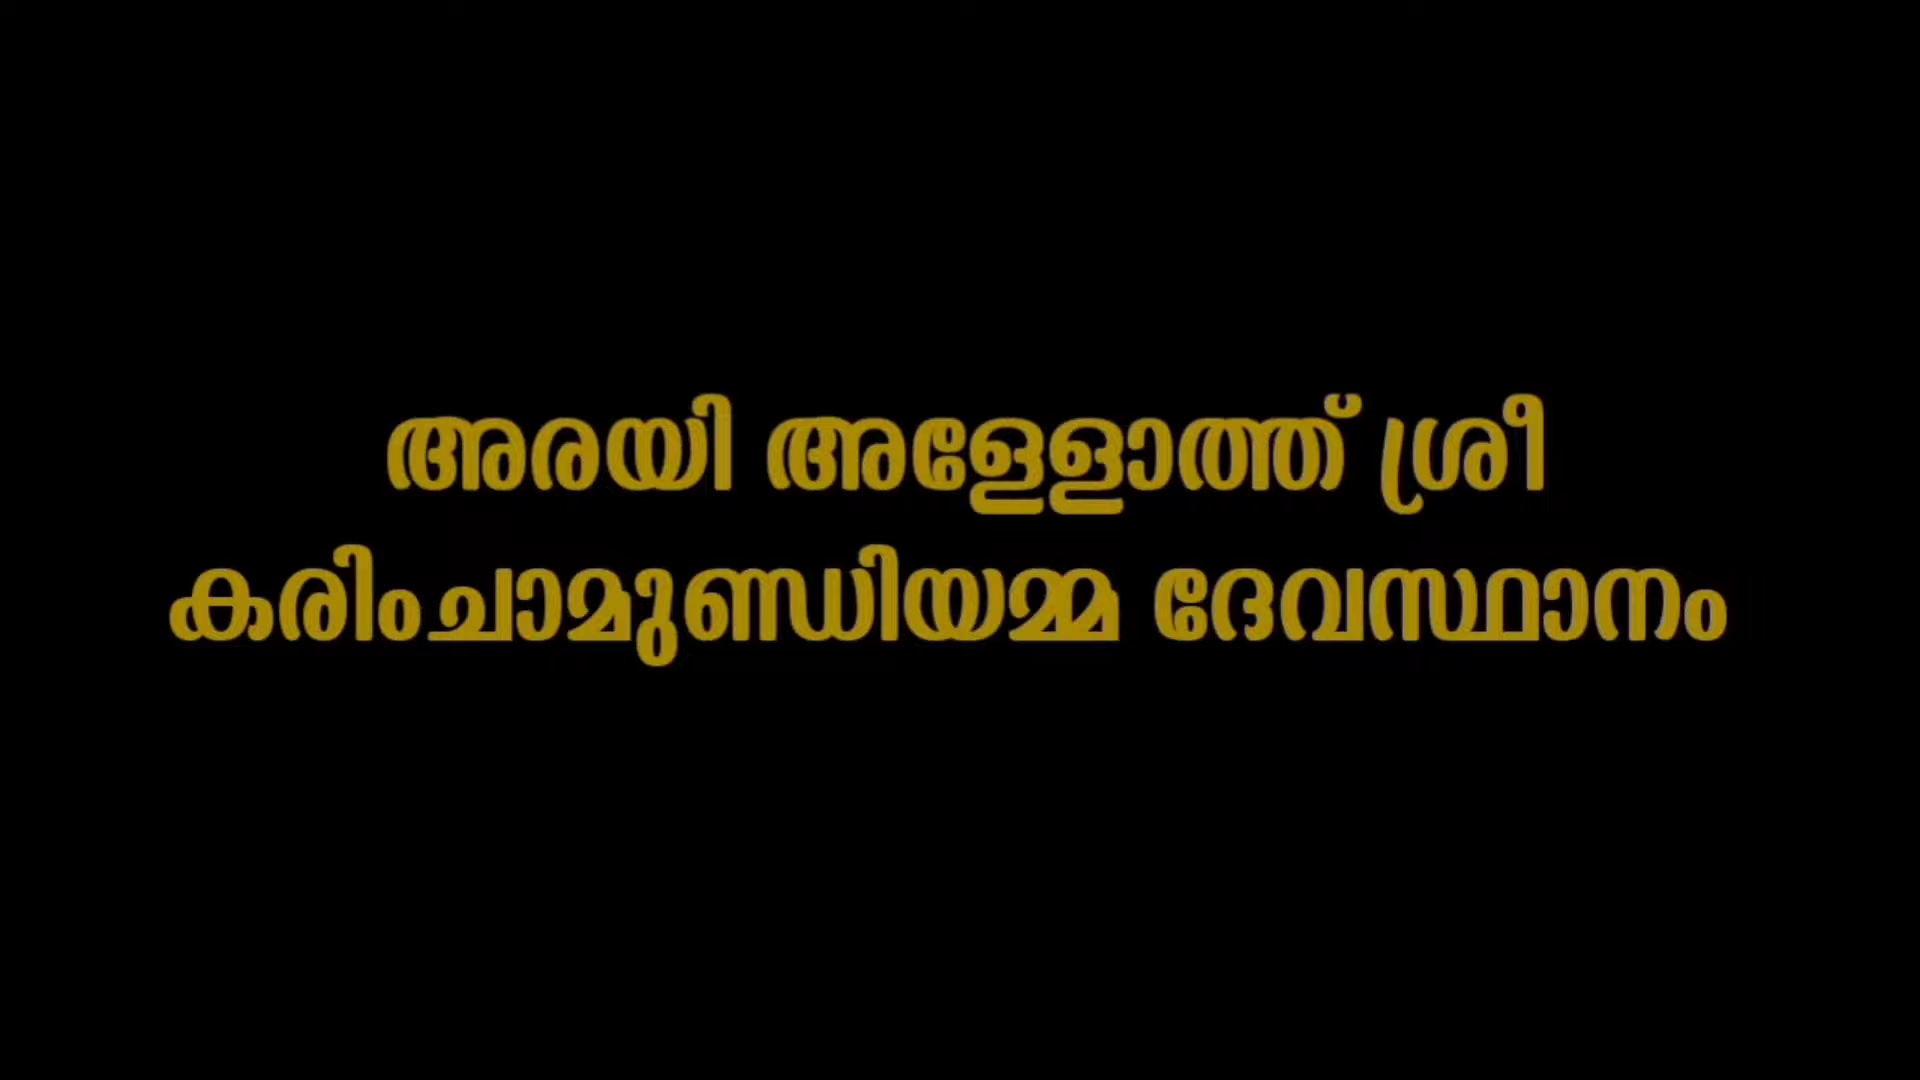 അരയി അള്ളോത്ത് ശ്രീ
കരിംചാമുണ്ഡിയമ്മ ദേവസ്ഥാനം